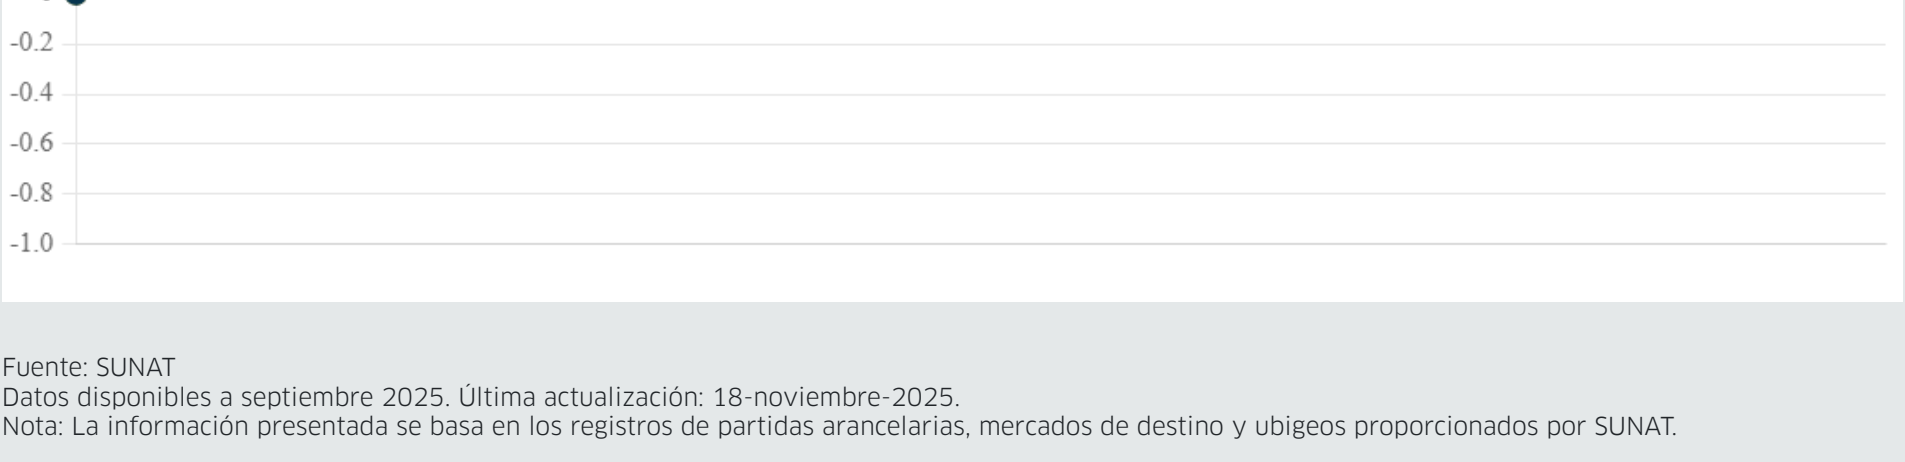 -0.2
-0.4
-0.6
-0.8
-1.0
Fuente: SUNAT
Datos disponibles a septiembre 2025. Última actualización: 18-noviembre-2025.
Nota: La información presentada se basa en los registros de partidas arancelarias, mercados de destino y ubigeos proporcionados por SUNAT.